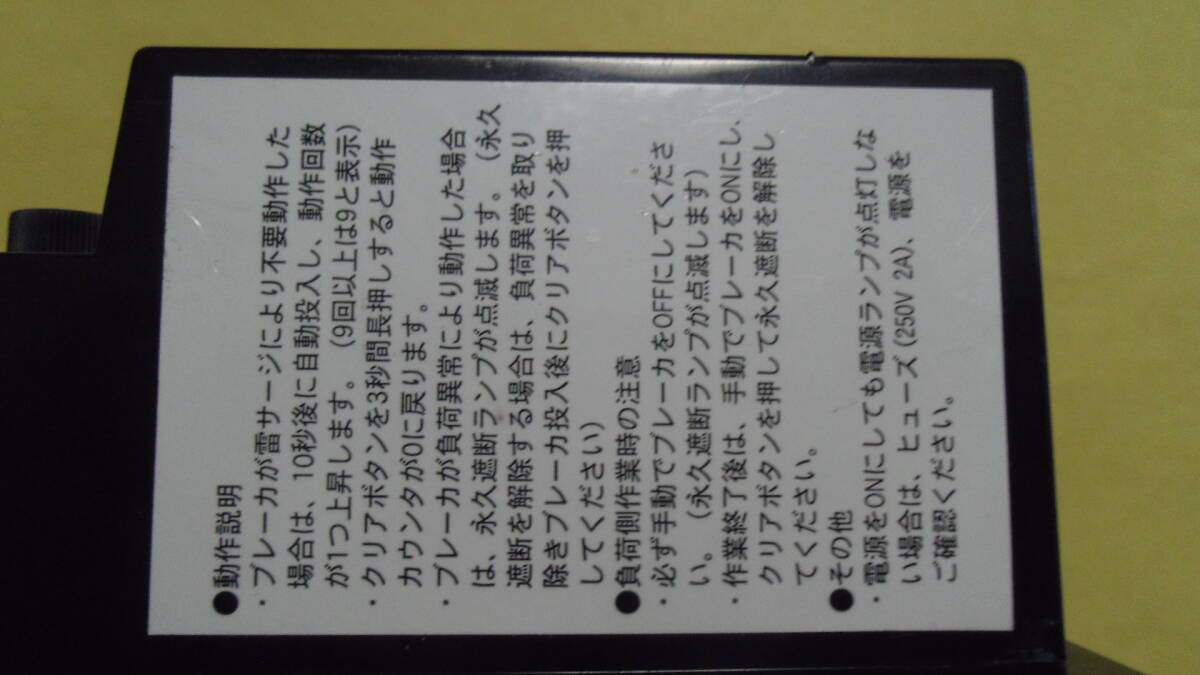 ●動作説明
・ブレーカが雷サージにより不要動作した
場合は、10秒後に自動投入し、動作回数
が1つ上昇します。（9回以上は9と表示）
・クリアボタンを3秒間長押しすると動作
カウンタが0に戻ります。
・ブレーカが負荷異常により動作した場合
は、永久遮断ランプが点滅します。（永久
遮断を解除する場合は、負荷異常を取り
除きブレーカ投入後にクリアボタンを押
してください）
●負荷側作業時の注意
・必ず手動でブレーカをOFFにしてくださ
い。（永久遮断ランプが点滅します）
・作業終了後は、手動でブレーカをONにし、
クリアボタンを押して永久遮断を解除し
てください。
●その他
・電源をONにしても電源ランプが点灯しな
い場合は、ヒューズ(250V 2A)、電源を
ご確認ください。